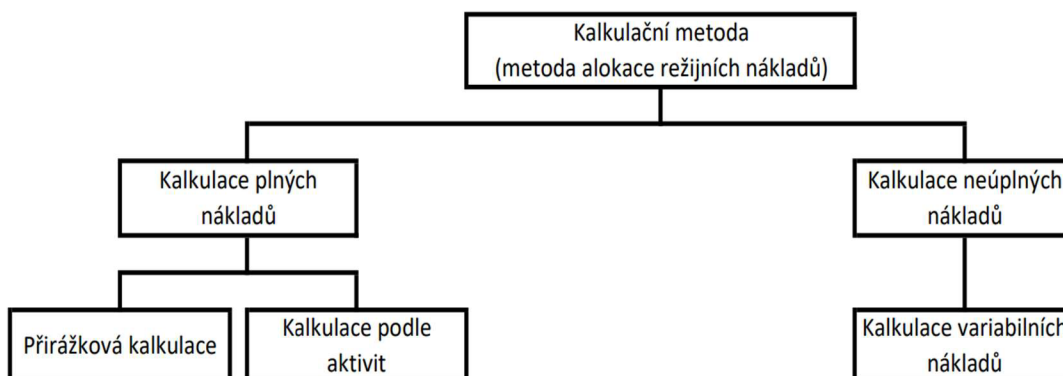 Kalkulační metoda
(metoda alokace režijních nákladů)
Kalkulace plných
nákladů
Kalkulace neúplných
nákladů
Přirážková kalkulace
Kalkulace podle
aktivit
Kalkulace variabilních
nákladů